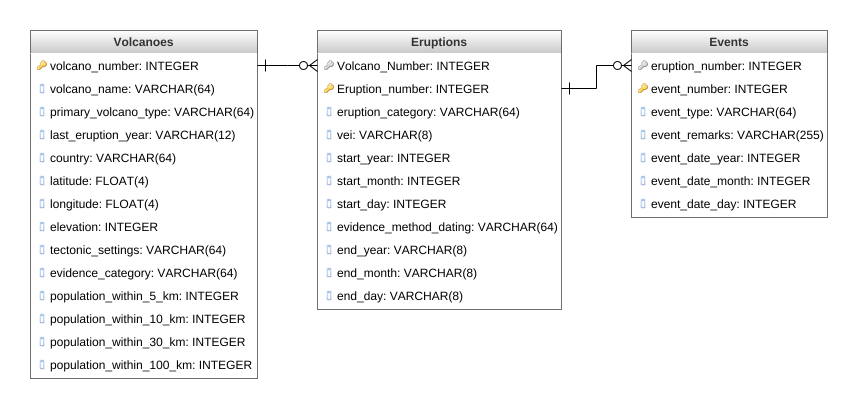 Volcanoes
volcano_number: INTEGER
volcano_name: VARCHAR(64)
primary_volcano_type: VARCHAR(64)
last_eruption_year: VARCHAR(12)
country: VARCHAR(64)
latitude: FLOAT(4)
longitude: FLOAT(4)
elevation: INTEGER
tectonic_settings: VARCHAR(64)
evidence_category: VARCHAR(64)
population_within_5_km: INTEGER
population_within_10_km: INTEGER
population_within_30_km: INTEGER
population_within_100_km: INTEGER
Eruptions
Volcano_Number: INTEGER
Eruption_number: INTEGER
eruption_category: VARCHAR(64)
vei: VARCHAR(8)
start_year: INTEGER
start_month: INTEGER
start_day: INTEGER
evidence_method_dating: VARCHAR(64)
end_year: VARCHAR(8)
end_month: VARCHAR(8)
end_day: VARCHAR(8)
Events
eruption_number: INTEGER
event_number: INTEGER
event_type: VARCHAR(64)
event_remarks: VARCHAR(255)
event_date_year: INTEGER
event_date_month: INTEGER
event_date_day: INTEGER